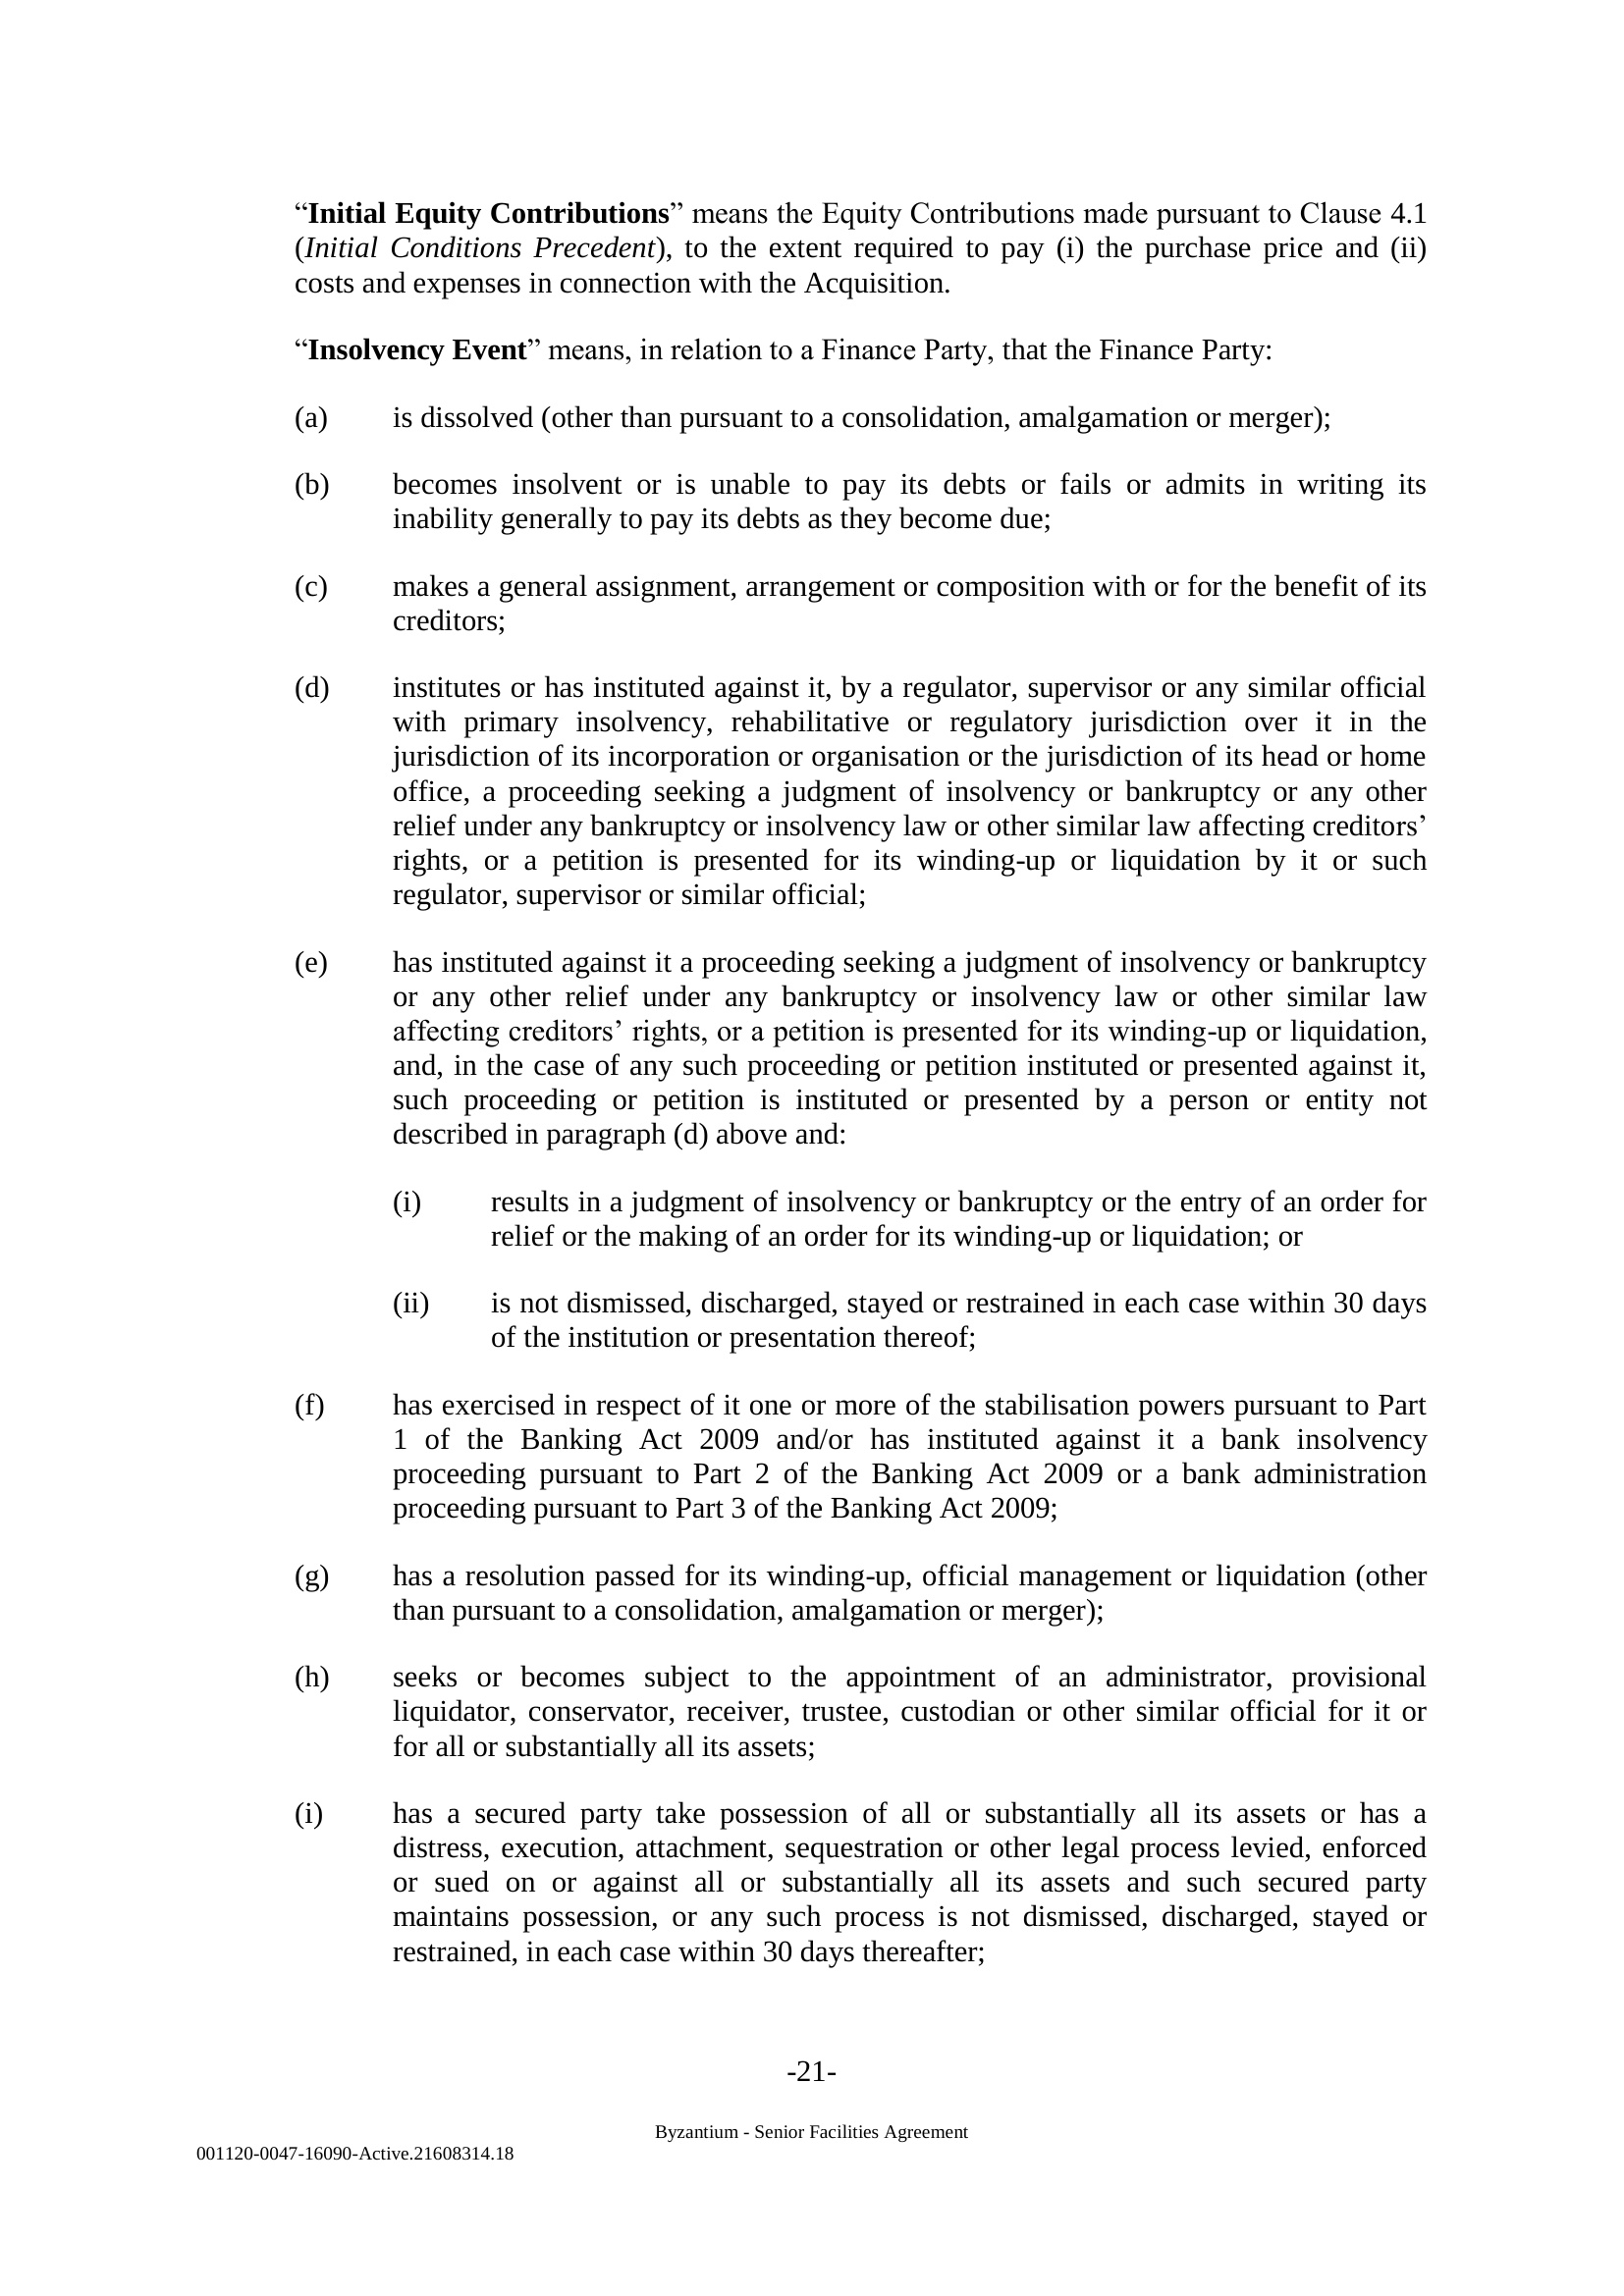 “Initial Equity Contributions” means the Equity Contributions made pursuant to Clause 4.1
(Initial Conditions Precedent), to the extent required to pay (i) the purchase price and (ii)
costs and expenses in connection with the Acquisition.
“Insolvency Event” means, in relation to a Finance Party, that the Finance Party:
(a) is dissolved (other than pursuant to a consolidation, amalgamation or merger);
(b) becomes insolvent or is unable to pay its debts or fails or admits in writing its
inability generally to pay its debts as they become due;
(c) makes a general assignment, arrangement or composition with or for the benefit of its
creditors;
(d) institutes or has instituted against it, by a regulator, supervisor or any similar official
with primary insolvency, rehabilitative or regulatory jurisdiction over it in the
jurisdiction of its incorporation or organisation or the jurisdiction of its head or home
office, a proceeding seeking a judgment of insolvency or bankruptcy or any other
relief under any bankruptcy or insolvency law or other similar law affecting creditors’
rights, or a petition is presented for its winding-up or liquidation by it or such
regulator, supervisor or similar official;
(e) has instituted against it a proceeding seeking a judgment of insolvency or bankruptcy
or any other relief under any bankruptcy or insolvency law or other similar law
affecting creditors’ rights, or a petition is presented for its winding-up or liquidation,
and, in the case of any such proceeding or petition instituted or presented against it,
such proceeding or petition is instituted or presented by a person or entity not
described in paragraph (d) above and:
(i) results in a judgment of insolvency or bankruptcy or the entry of an order for
relief or the making of an order for its winding-up or liquidation; or
(ii) is not dismissed, discharged, stayed or restrained in each case within 30 days
of the institution or presentation thereof;
(f) has exercised in respect of it one or more of the stabilisation powers pursuant to Part
1 of the Banking Act 2009 and/or has instituted against it a bank insolvency
proceeding pursuant to Part 2 of the Banking Act 2009 or a bank administration
proceeding pursuant to Part 3 of the Banking Act 2009;
(g) has a resolution passed for its winding-up, official management or liquidation (other
than pursuant to a consolidation, amalgamation or merger);
(h) seeks or becomes subject to the appointment of an administrator, provisional
liquidator, conservator, receiver, trustee, custodian or other similar official for it or
for all or substantially all its assets;
(i) has a secured party take possession of all or substantially all its assets or has a
distress, execution, attachment, sequestration or other legal process levied, enforced
or sued on or against all or substantially all its assets and such secured party
maintains possession, or any such process is not dismissed, discharged, stayed or
restrained, in each case within 30 days thereafter;
-21-
Byzantium - Senior Facilities Agreement
001120-0047-16090-Active.21608314.18